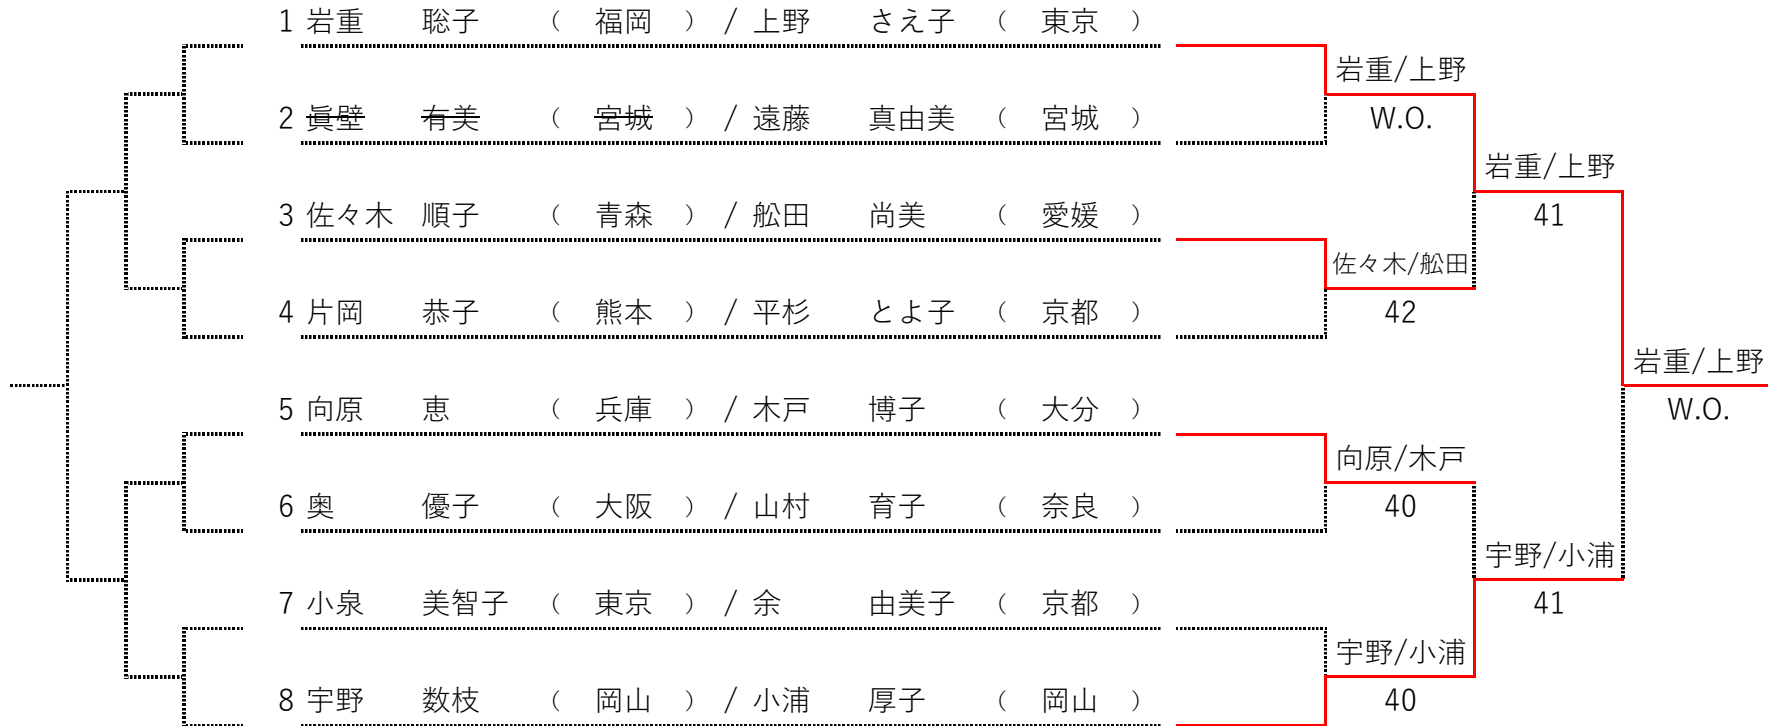 1 岩重 聡子 （ 福岡 ） / 上野 さえ子 （ 東京 ）
岩重/上野
2 眞壁 有美 （ 宮城 ） / 遠藤 真由美 （ 宮城 ）
W.O.
岩重/上野
3 佐々木 順子 （ 青森 ） / 舩田 尚美 （ 愛媛 ）
41
佐々木/舩田
4 片岡 恭子 （ 熊本 ） / 平杉 とよ子 （ 京都 ）
42
岩重/上野
5 向原 恵 （ 兵庫 ） / 木戸 博子 （ 大分 ）
W.O.
向原/木戸
6 奥 優子 （ 大阪 ） / 山村 育子 （ 奈良 ）
40
宇野/小浦
7 小泉 美智子 （ 東京 ） / 余 由美子 （ 京都 ）
41
宇野/小浦
8 宇野 数枝 （ 岡山 ） / 小浦 厚子 （ 岡山 ）
40